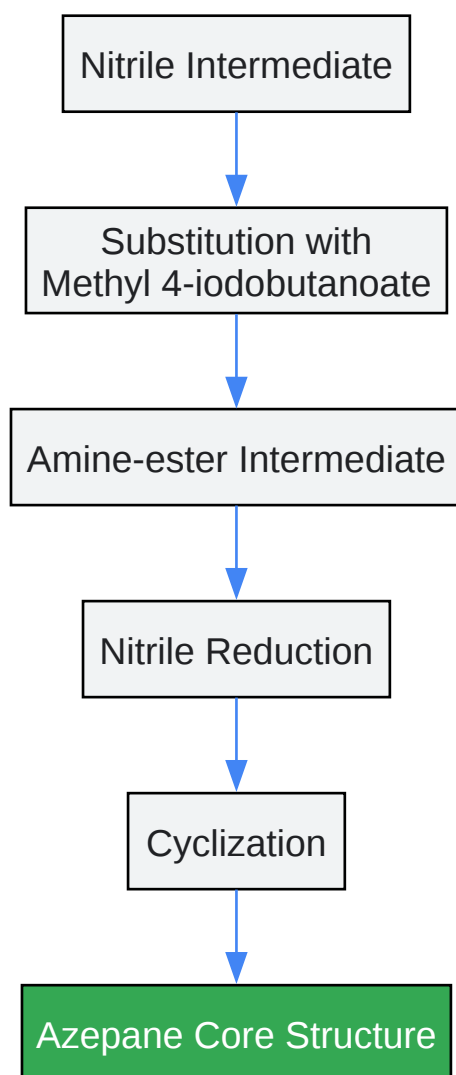 Nitrile Intermediate
Substitution with
Methyl 4-iodobutanoate
Amine-ester Intermediate
Nitrile Reduction
Cyclization
Azepane Core Structure